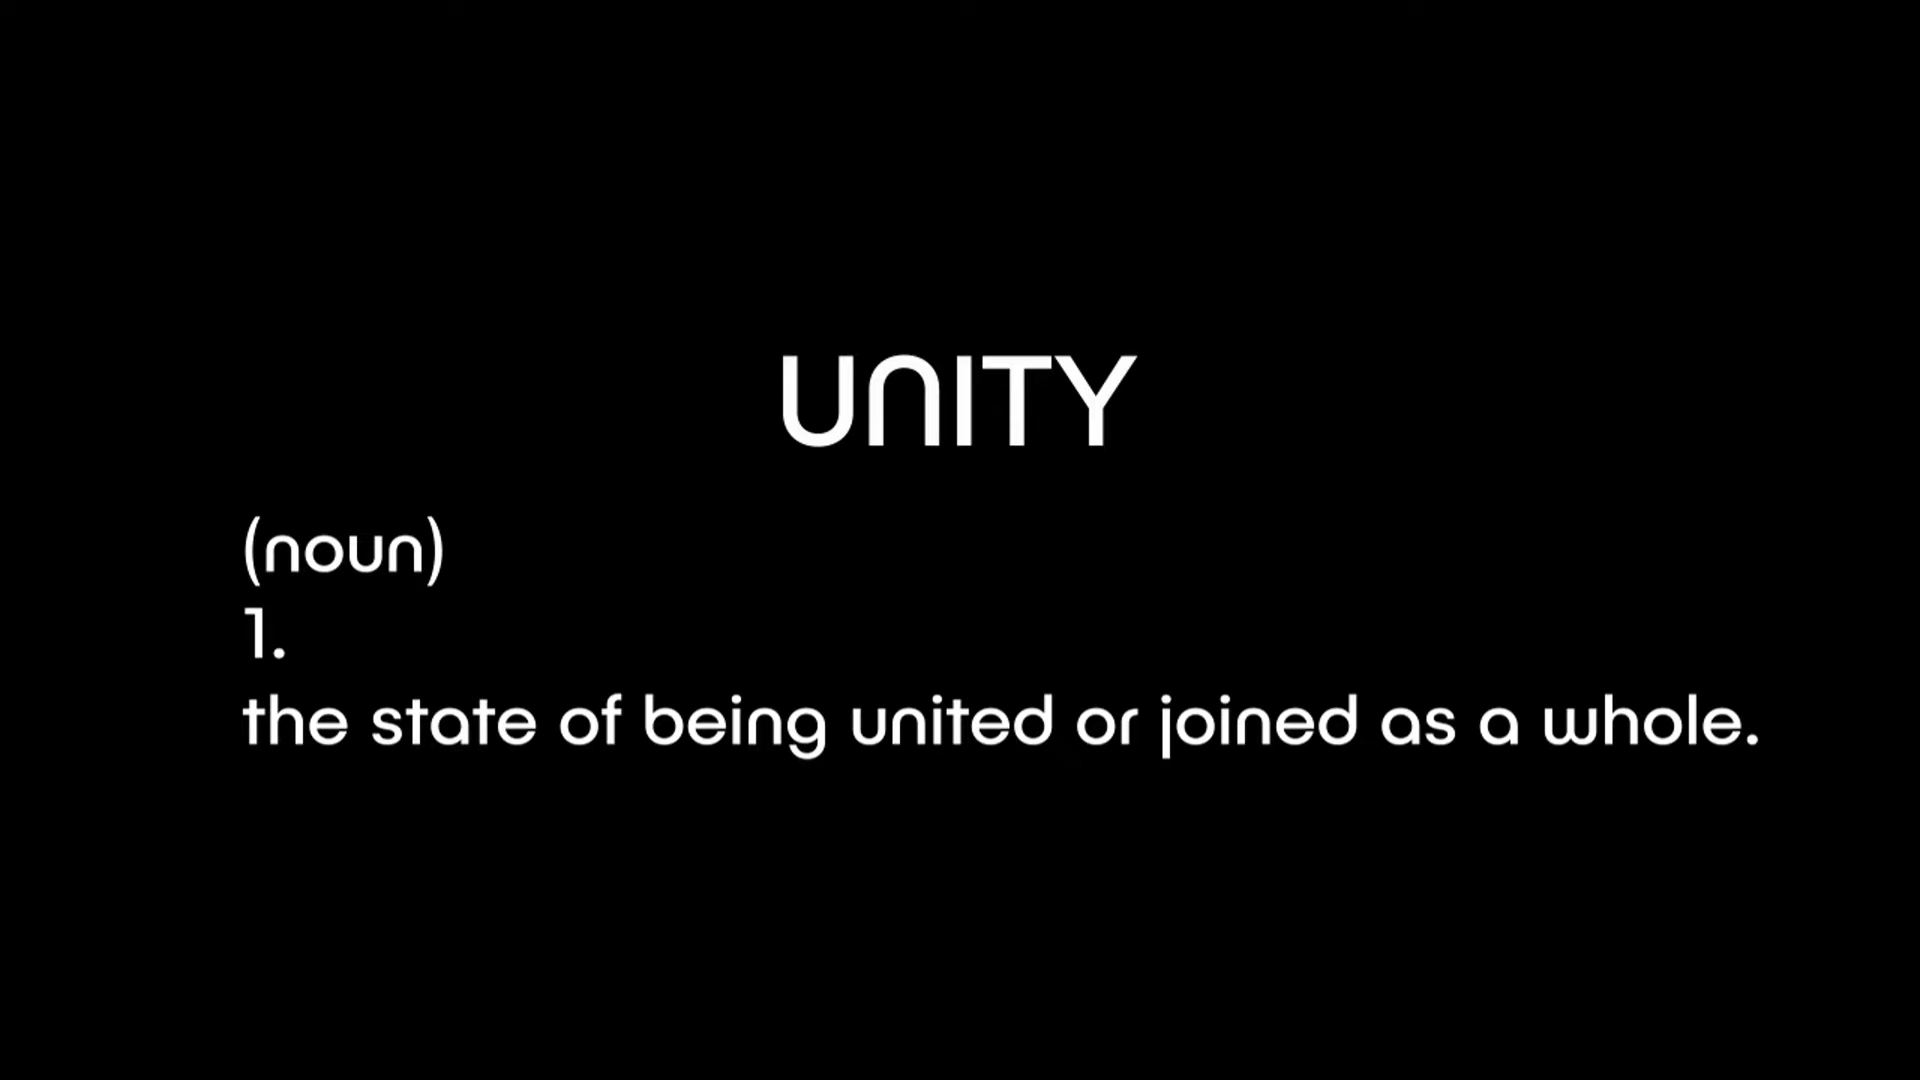 UNITY
(noun)
1.
the state of being united or joined as a whole.